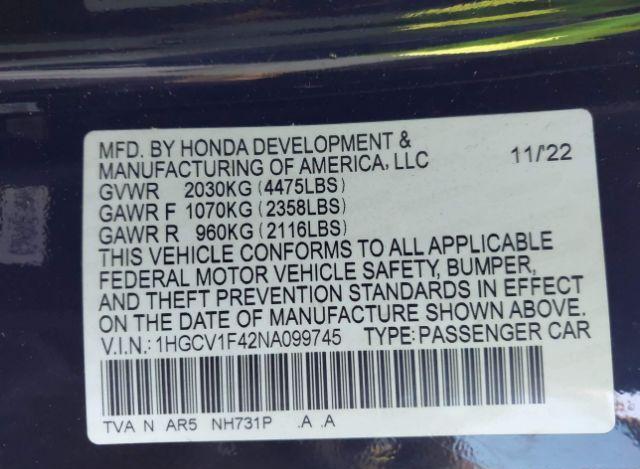 MFD. BY HONDA DEVELOPMENT &
MANUFACTURING OF AMERICA, LLC 11/'22
GVWR 2030KG (4475LBS)
GAWR F 1070KG (2358LBS)
GAWR R 960KG (2116LBS)
THIS VEHICLE CONFORMS TO ALL APPLICABLE
FEDERAL MOTOR VEHICLE SAFETY, BUMPER,
AND THEFT PREVENTION STANDARDS IN EFFECT
ON THE DATE OF MANUFACTURE SHOWN ABOVE.
V.I.N.: 1HGCV1F42NA099745 TYPE: PASSENGER CAR
TVA N AR5 NH731P .A .A